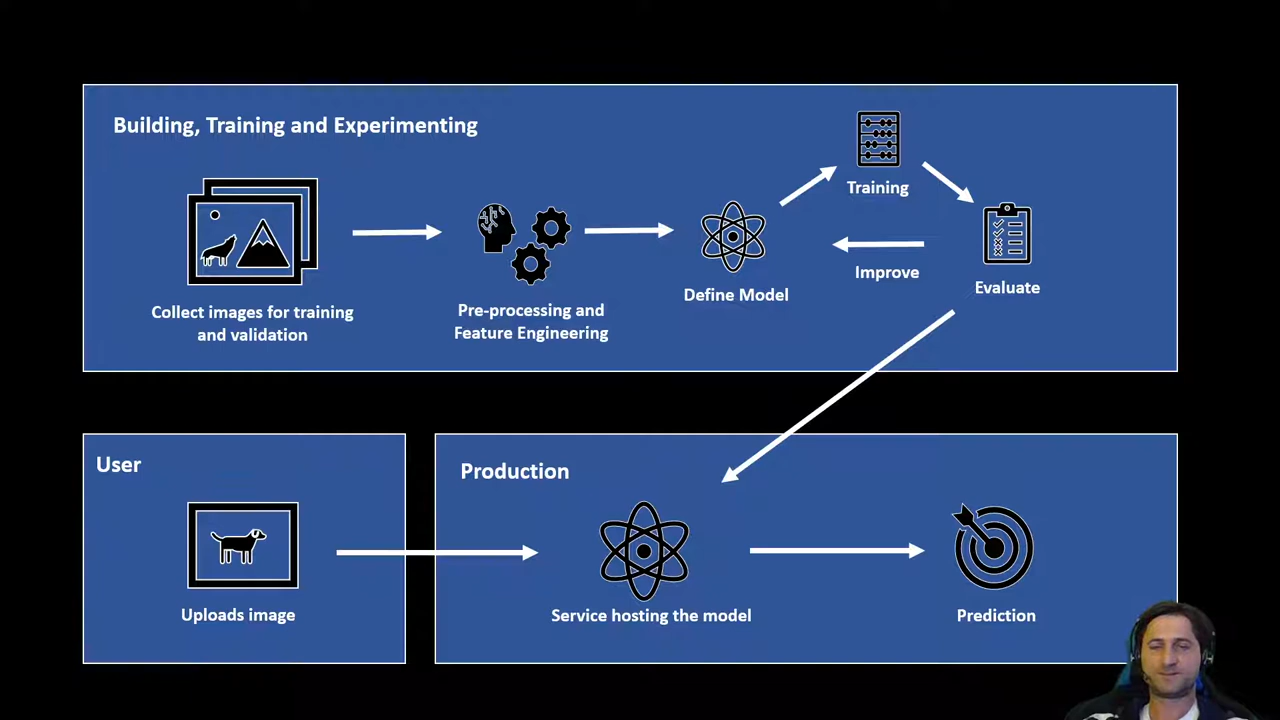 Building, Training and Experimenting
Training
Collect images for training
and validation
Pre-processing and
Feature Engineering
Define Model
Improve
Evaluate
User
Uploads image
Production
Service hosting the model
Prediction